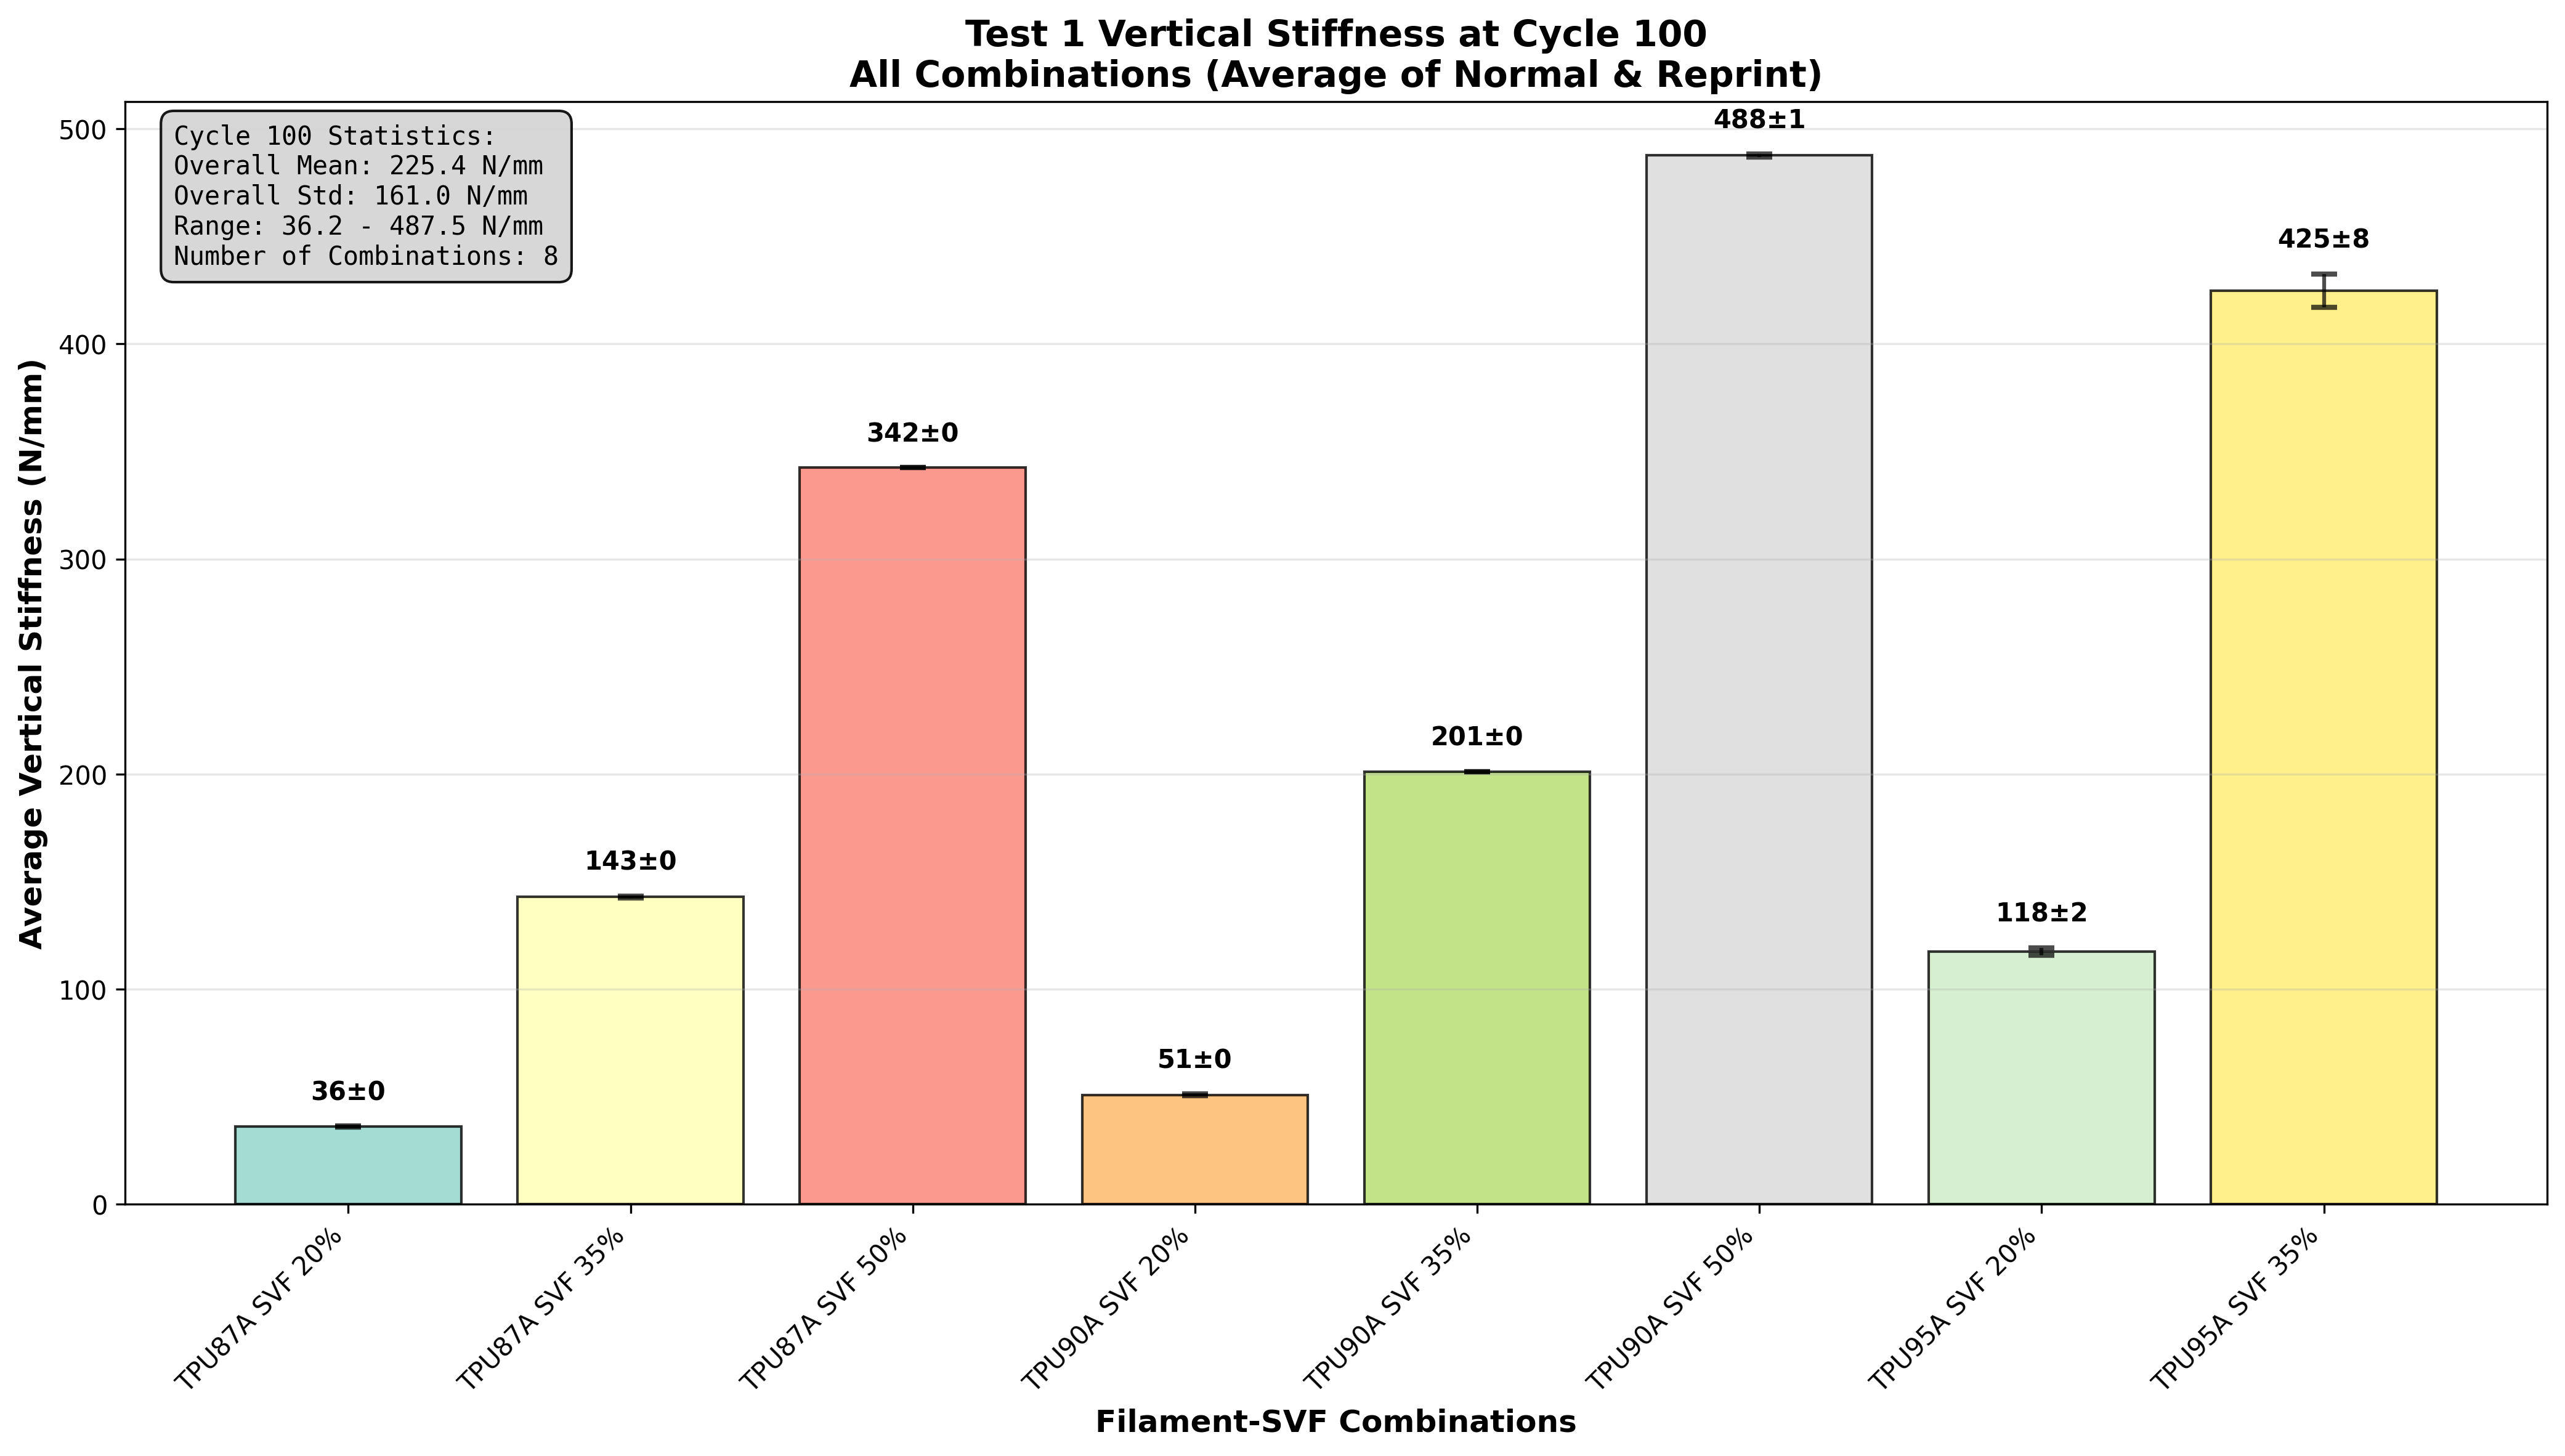 Test 1 Vertical Stiffness at Cycle 100
All Combinations (Average of Normal & Reprint)
Cycle 100 Statistics:
Overall Mean: 225.4 N/mm
Overall Std: 161.0 N/mm
Range: 36.2 - 487.5 N/mm
Number of Combinations: 8
Average Vertical Stiffness (N/mm)
500
400
300
200
100
0
36±0
143±0
342±0
51±0
201±0
488±1
118±2
425±8
TPU87A SVF 20%
TPU87A SVF 35%
TPU87A SVF 50%
TPU90A SVF 20%
TPU90A SVF 35%
TPU90A SVF 50%
TPU95A SVF 20%
TPU95A SVF 35%
Filament-SVF Combinations